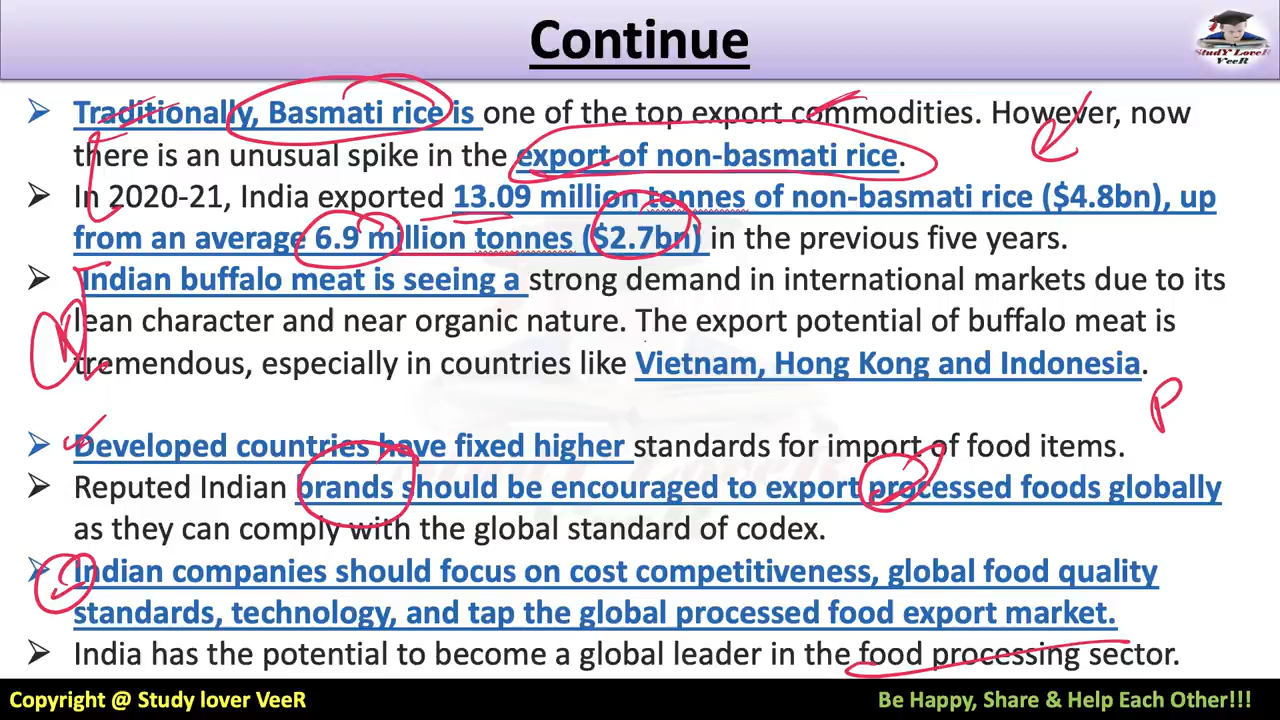 Continue
StudY LoveR
VeeR
Traditionally, Basmati rice is one of the top export commodities. However, now
there is an unusual spike in the export of non-basmati rice.
In 2020-21, India exported 13.09 million tonnes of non-basmati rice ($4.8bn), up
from an average 6.9 million tonnes ($2.7bn) in the previous five years.
Indian buffalo meat is seeing a strong demand in international markets due to its
lean character and near organic nature. The export potential of buffalo meat is
tremendous, especially in countries like Vietnam, Hong Kong and Indonesia.
P
Developed countries have fixed higher standards for import of food items.
Reputed Indian brands should be encouraged to export processed foods globally
as they can comply with the global standard of codex.
Indian companies should focus on cost competitiveness, global food quality
standards, technology, and tap the global processed food export market.
India has the potential to become a global leader in the food processing sector.
Copyright @ Study lover VeeR
Be Happy, Share & Help Each Other!!!